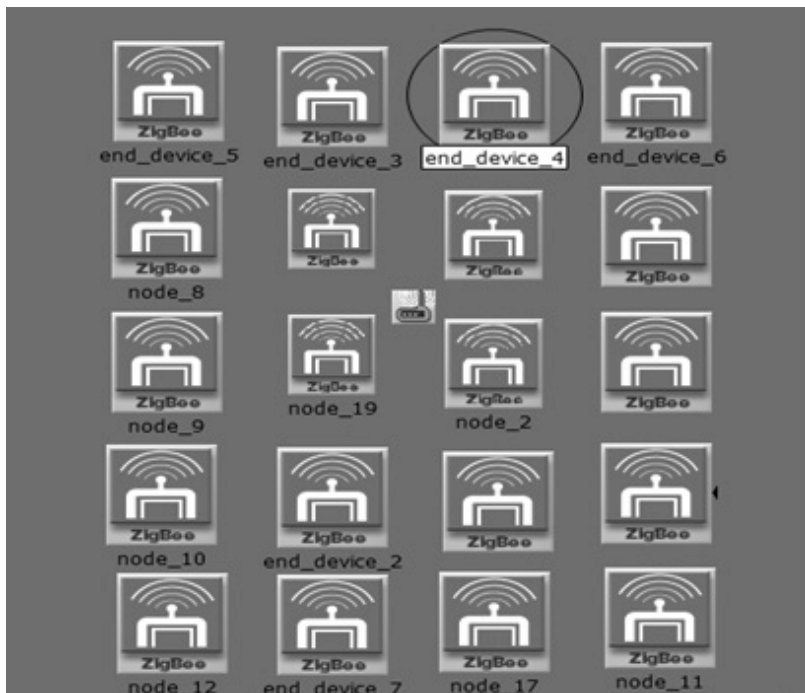 ZigBee ZigBee ZigBee ZigBee
end_device_5 end_device_3 end_device_4 end_device_6
ZigBee ZigBee ZigBee ZigBee
node_8
ZigBee ZigBee ZigBee ZigBee
node_9 node_19 node_2
ZigBee ZigBee ZigBee ZigBee
node_10 end_device_2
ZigBee ZigBee ZigBee ZigBee
node_12 end_device_7 node_17 node_11